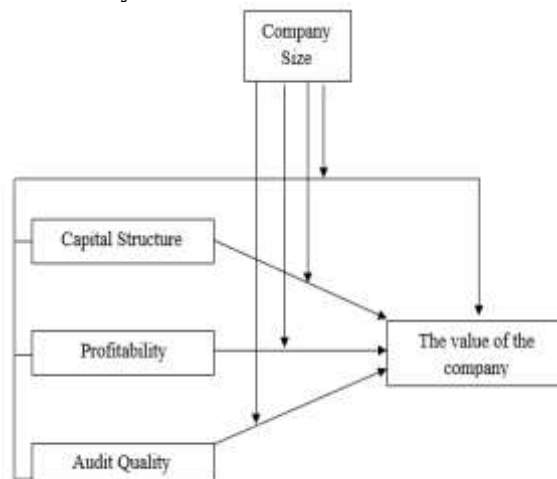 Company
Size
Capital Structure
Profitability
The value of the
company
Audit Quality